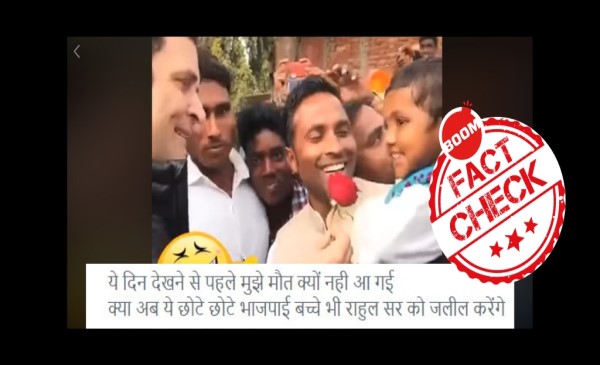 BOOM
FACT
CHECK
ये दिन देखने से पहले मुझे मौत क्यों नही आ गई
क्या अब ये छोटे छोटे भाजपाई बच्चे भी राहुल सर को जलील करेंगे